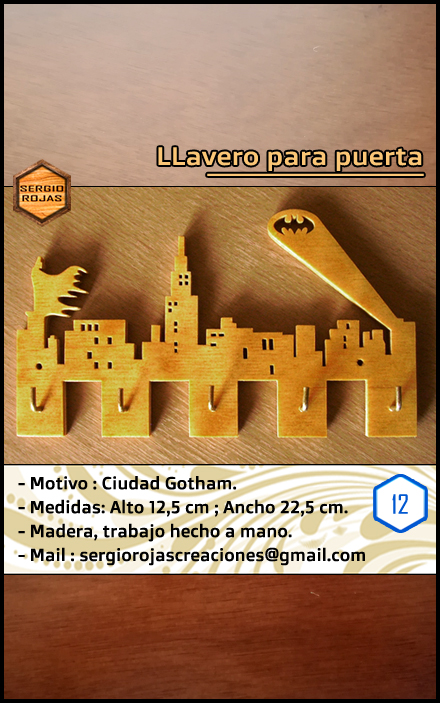 LLavero para puerta
SERGIO
ROJAS
- Motivo : Ciudad Gotham.
- Medidas: Alto 12,5 cm ; Ancho 22,5 cm.
12
- Madera, trabajo hecho a mano.
- Mail : sergiorojascreaciones@gmail.com